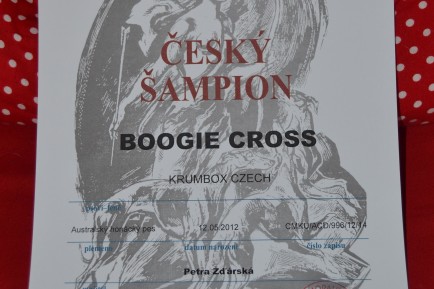 ČESKÝ
ŠAMPION
BOOGIE CROSS
KRUMBOX CZECH
Australský honácký pes 12.05/2012 CMKU/ACD/996/12/14
plemeno datum narození číslo zápisu
Petra Žďárská